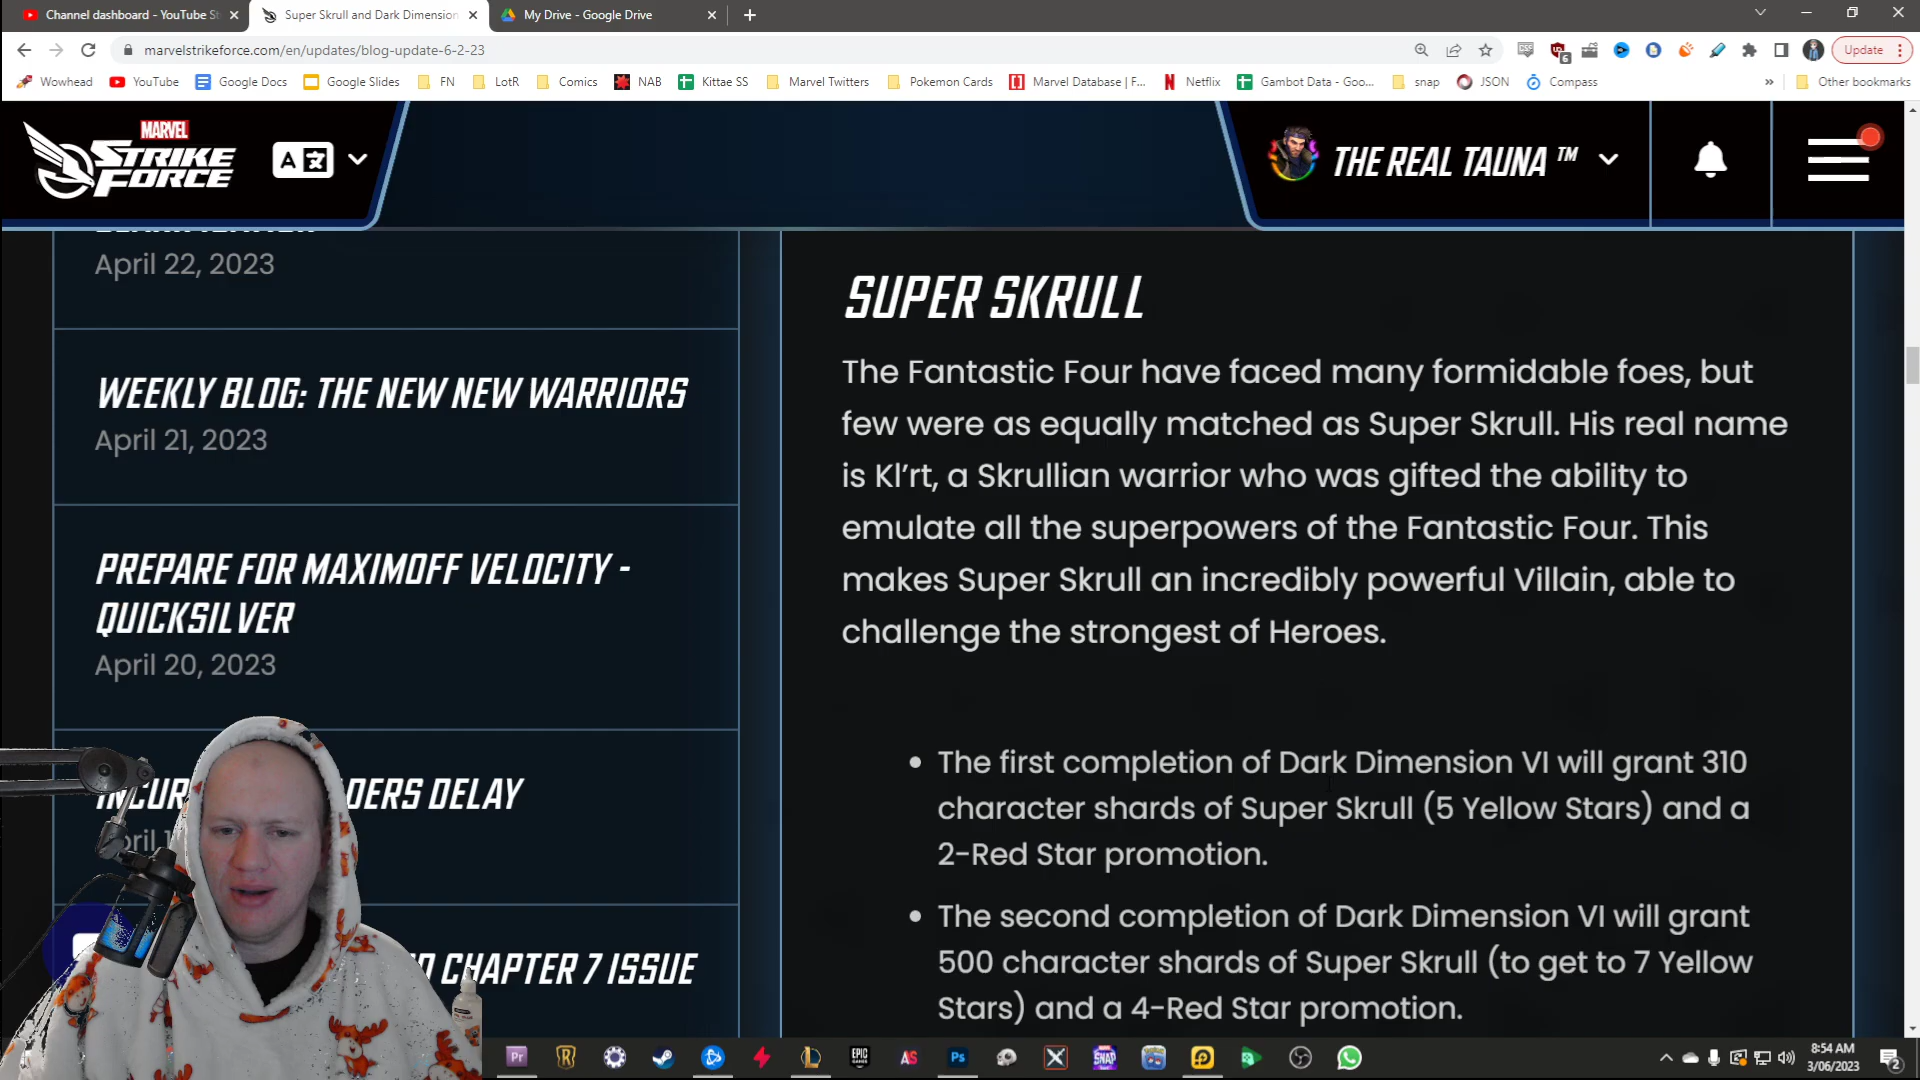 Channel dashboard - YouTube St
Super Skrull and Dark Dimension
My Drive - Google Drive
marvelstrikeforce.com/en/updates/blog-update-6-2-23
Update
Wowhead
YouTube
Google Docs
Google Slides
FN
LotR
Comics
NAB
Kittae SS
Marvel Twitters
Pokemon Cards
Marvel Database | F...
Netflix
Gambot Data - Goo...
snap
JSON
Compass
»
Other bookmarks
MARVEL
STRIKE
FORCE
THE REAL TAUNA ™
April 22, 2023
WEEKLY BLOG: THE NEW NEW WARRIORS
April 21, 2023
PREPARE FOR MAXIMOFF VELOCITY -
QUICKSILVER
April 20, 2023
DELAY
CHAPTER 7 ISSUE
SUPER SKRULL
The Fantastic Four have faced many formidable foes, but
few were as equally matched as Super Skrull. His real name
is Kl’rt, a Skrullian warrior who was gifted the ability to
emulate all the superpowers of the Fantastic Four. This
makes Super Skrull an incredibly powerful Villain, able to
challenge the strongest of Heroes.
• The first completion of Dark Dimension VI will grant 310
character shards of Super Skrull (5 Yellow Stars) and a
2-Red Star promotion.
• The second completion of Dark Dimension VI will grant
500 character shards of Super Skrull (to get to 7 Yellow
Stars) and a 4-Red Star promotion.
Pr
EPIC
GAMES
AS
Ps
SNAP
8:54 AM
3/06/2023
2